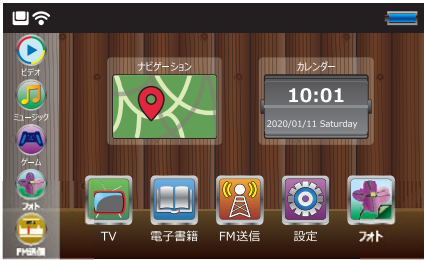 ビデオ
ミュージック
ゲーム
フォト
FM送信
ナビゲーション
カレンダー
10:01
2020/01/11 Saturday
TV
電子書籍
FM送信
設定
フォト